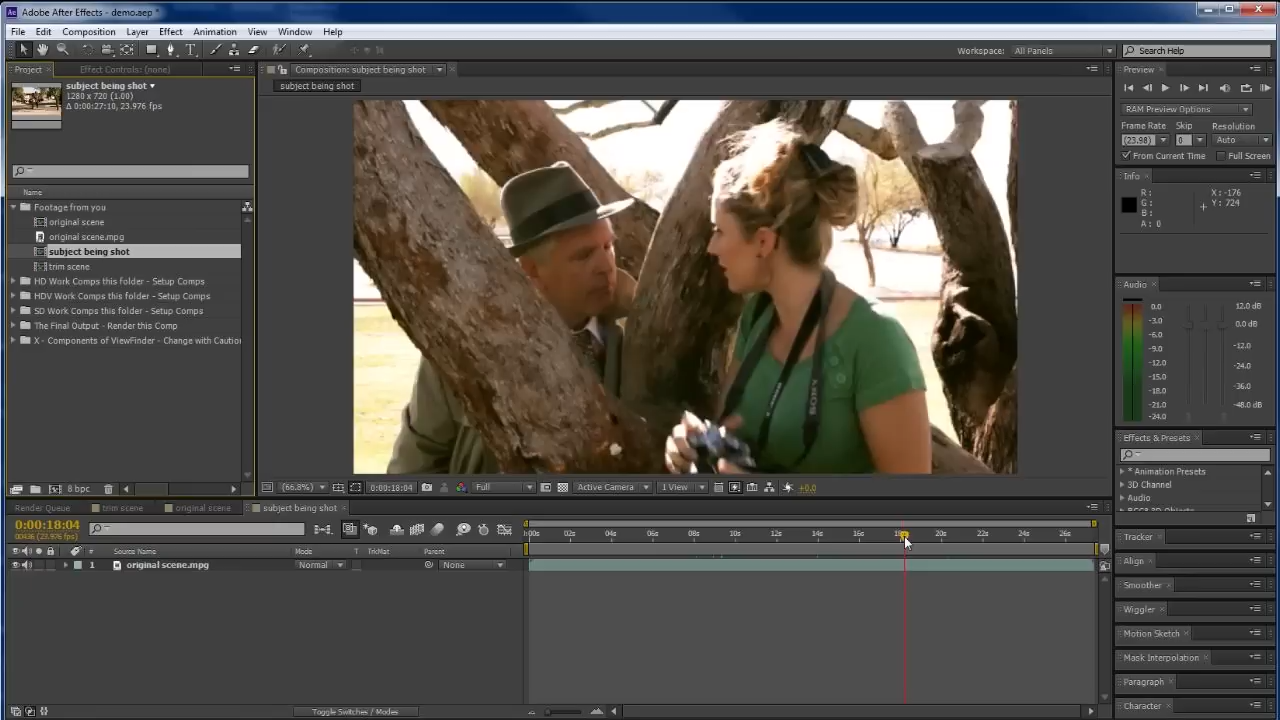 Adobe After Effects - demo.aep *
File Edit Composition Layer Effect Animation View Window Help
Workspace: All Panels Search Help
Project Effect Controls: (none) Composition: subject being shot Preview
subject being shot subject being shot
1280 x 720 (1.00)
Δ 0:00:27:10, 23.976 fps
RAM Preview Options
Frame Rate Skip Resolution
(23.98) 0 Auto
From Current Time Full Screen
Info
R : X : -176
G : Y : 724
B :
A : 0
Name
Footage from you
original scene
original scene.mpg
subject being shot
trim scene
HD Work Comps this folder - Setup Comps
HDV Work Comps this folder - Setup Comps
SD Work Comps this folder - Setup Comps
The Final Output - Render this Comp
X - Components of ViewFinder - Change with Caution
SONY
Audio
0.0 12.0 dB
-3.0 0.0 dB
-6.0
-9.0 -12.0 dB
-12.0
-15.0 -24.0 dB
-18.0
-21.0 -36.0 dB
-24.0 -48.0 dB
Effects & Presets
* Animation Presets
3D Channel
Audio
8 bpc (66.8%) 0:00:18:04 Full Active Camera 1 View +0.0
Render Queue trim scene original scene subject being shot
0:00:18:04
00436 (23.976 fps)
02s 04s 06s 08s 10s 12s 14s 16s 20s 22s 24s 26s
# Source Name Mode T TrkMat Parent
1 original scene.mpg Normal None
Tracker
Align
Smoother
Wiggler
Motion Sketch
Mask Interpolation
Paragraph
Character
Toggle Switches / Modes